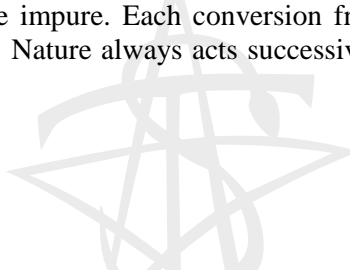 e impure. Each conversion fr
Nature always acts successiv